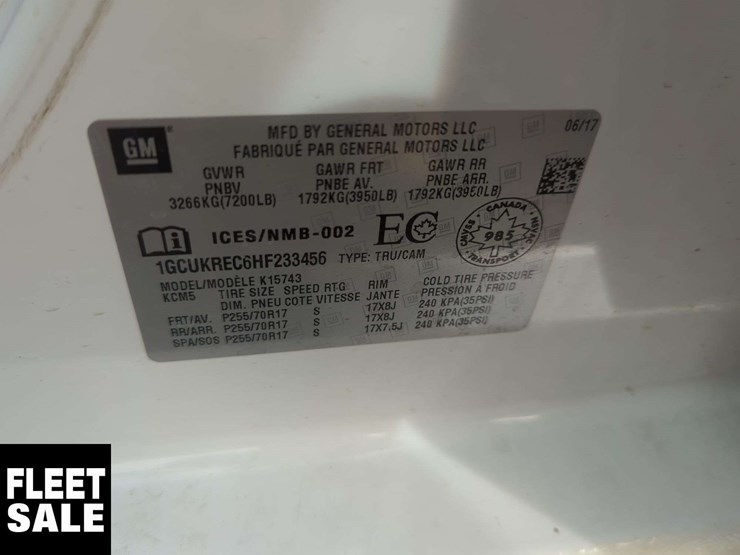 GM
MFD BY GENERAL MOTORS LLC 06/17
FABRIQUÉ PAR GENERAL MOTORS LLC
GVWR GAWR FRT GAWR RR
PNBV PNBE AV. PNBE ARR.
3266KG(7200LB) 1792KG(3950LB) 1792KG(3950LB)
ICES/NMB-002 EC
CANADA
CMVSS 985 NSVAC
1GCUKREC6HF233456 TYPE: TRU/CAM
MODEL/MODÈLE K15743
KCM5 TIRE SIZE SPEED RTG RIM COLD TIRE PRESSURE
DIM. PNEU COTE VITESSE JANTE PRESSION A FROID
FRT/AV. P255/70R17 S 17X8J 240 KPA(35PSI)
RR/ARR. P255/70R17 S 17X8J 240 KPA(35PSI)
SPA/SOS P255/70R17 S 17X7.5J 240 KPA(35PSI)
FLEET
SALE